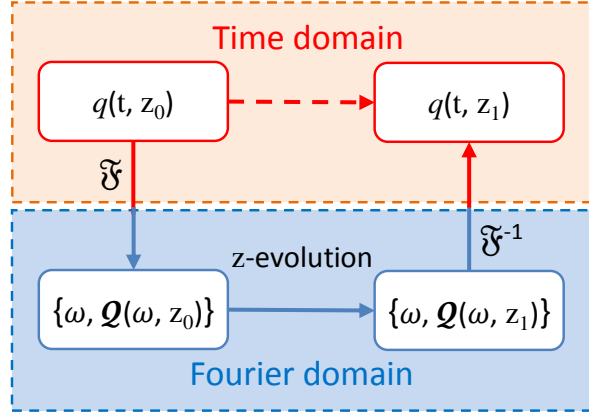 Time domain
q(t, z₀)
q(t, z₁)
𝔉
𝔉⁻¹
z-evolution
{ω, 𝓠(ω, z₀)}
{ω, 𝓠(ω, z₁)}
Fourier domain